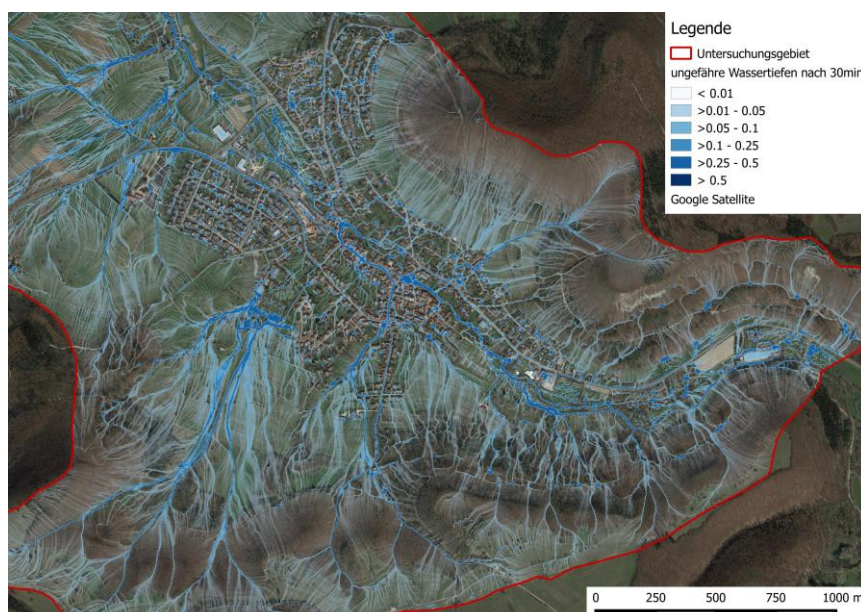 Legende
Untersuchungsgebiet
ungefähre Wassertiefen nach 30min
< 0.01
>0.01 - 0.05
>0.05 - 0.1
>0.1 - 0.25
>0.25 - 0.5
> 0.5
Google Satellite
0 250 500 750 1000 m